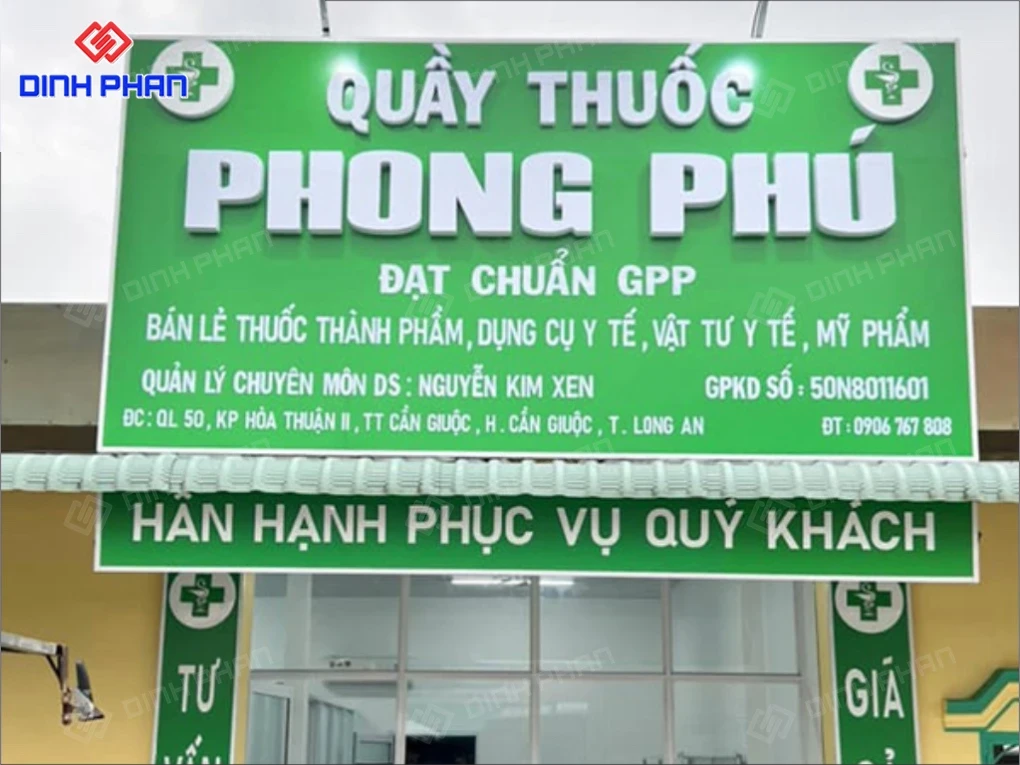 DINH PHAN
QUẦY THUỐC
PHONG PHÚ
ĐẠT CHUẨN GPP
BÁN LẺ THUỐC THÀNH PHẨM, DỤNG CỤ Y TẾ, VẬT TƯ Y TẾ, MỸ PHẨM
QUẢN LÝ CHUYÊN MÔN DS: NGUYỄN KIM XEN GPKD SỐ: 50N8011601
ĐC: QL 50, KP HÒA THUẬN II, TT CẦN GIUỘC, H. CẦN GIUỘC, T. LONG AN ĐT: 0906 767 808
HÂN HẠNH PHỤC VỤ QUÝ KHÁCH
TƯ
VẤN
GIÁ